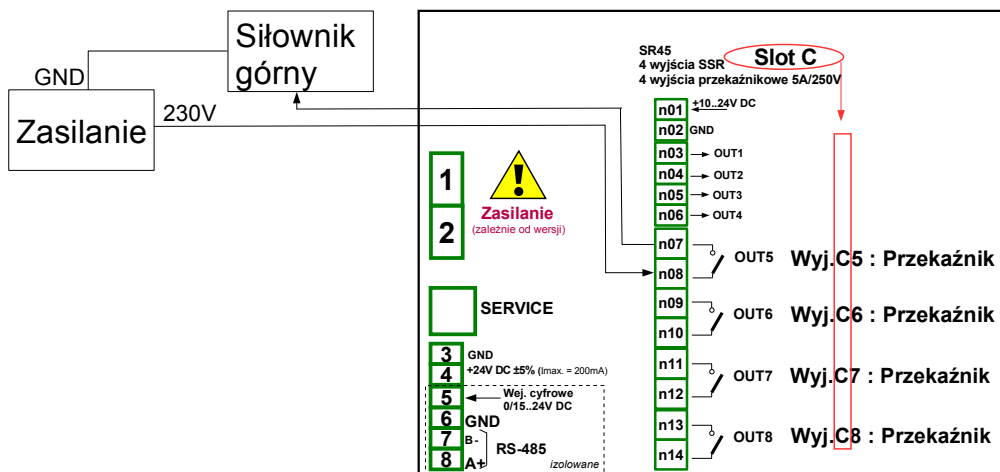 Siłownik
górny
GND
Zasilanie
230V
SR45
4 wyjścia SSR
4 wyjścia przekaźnikowe 5A/250V
Slot C
n01
+10..24V DC
n02
GND
n03
OUT1
n04
OUT2
n05
OUT3
n06
OUT4
n07
n08
OUT5
Wyj.C5 : Przekaźnik
n09
n10
OUT6
Wyj.C6 : Przekaźnik
n11
n12
OUT7
Wyj.C7 : Przekaźnik
n13
n14
OUT8
Wyj.C8 : Przekaźnik
1
2
!
Zasilanie
(zależnie od wersji)
SERVICE
3
GND
4
+24V DC ±5% (Imax. = 200mA)
5
Wej. cyfrowe
0/15..24V DC
6
GND
7
B-
8
A+
RS-485
izolowane